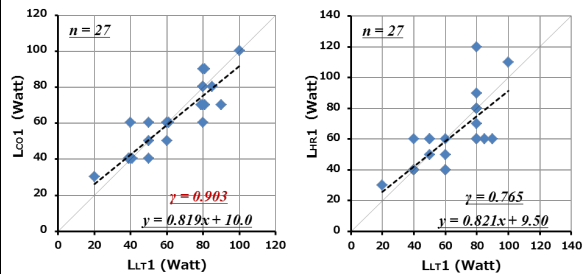 120
100
80
60
40
20
0
n = 27
γ = 0.903
y = 0.819x + 10.0
0 20 40 60 80 100 120
LCO1 (Watt)
LLT1 (Watt)
140
120
100
80
60
40
20
0
n = 27
γ = 0.765
y = 0.821x + 9.50
0 20 40 60 80 100 120 140
LHR1 (Watt)
LLT1 (Watt)